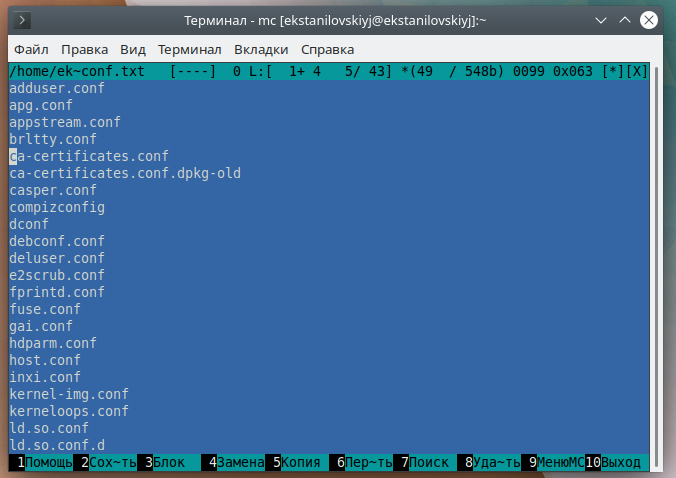 Терминал - mc [ekstanilovskiyj@ekstanilovskiyj]:~
Файл Правка Вид Терминал Вкладки Справка
/home/ek~conf.txt [----] 0 L:[ 1+ 4 5/ 43] *(49 / 548b) 0099 0x063 [*][X]
adduser.conf
apg.conf
appstream.conf
brltty.conf
ca-certificates.conf
ca-certificates.conf.dpkg-old
casper.conf
compizconfig
dconf
debconf.conf
deluser.conf
e2scrub.conf
fprintd.conf
fuse.conf
gai.conf
hdparm.conf
host.conf
inxi.conf
kernel-img.conf
kerneloops.conf
ld.so.conf
ld.so.conf.d
1Помощь 2Сох~ть 3Блок 4Замена 5Копия 6Пер~ть 7Поиск 8Уда~ть 9МенюMC 10Выход